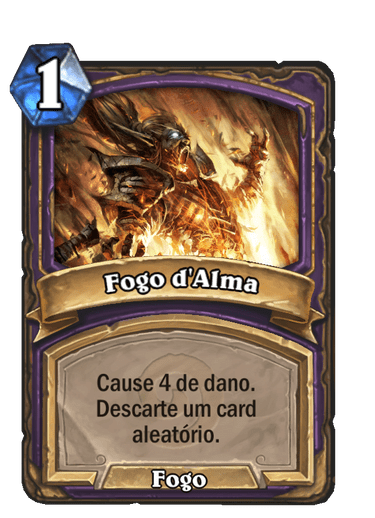 1
Fogo d'Alma
Cause 4 de dano.
Descarte um card
aleatório.
Fogo